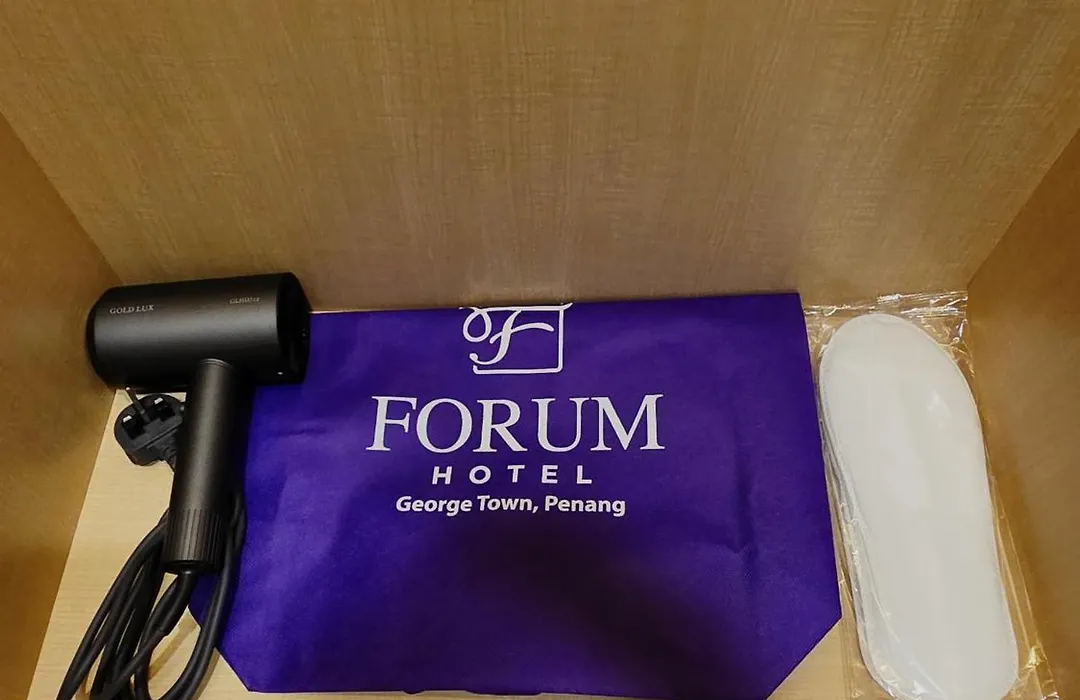 GOLD LUX
F
FORUM
HOTEL
George Town, Penang